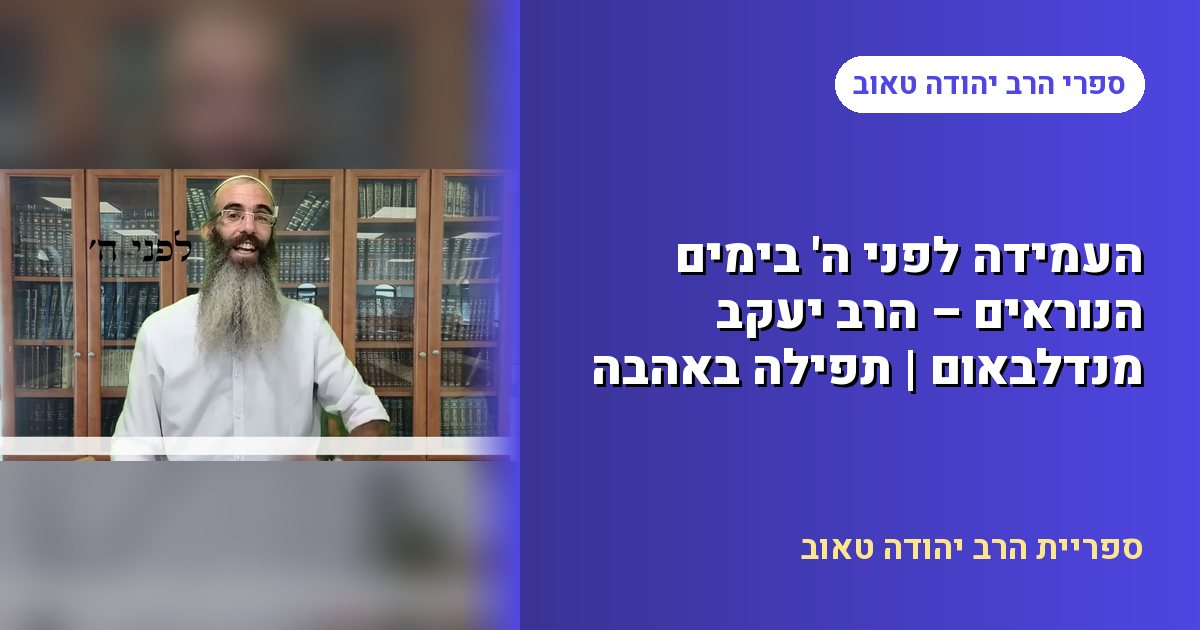 ספרי הרב יהודה טאוב
העמידה לפני ה' בימים
הנוראים – הרב יעקב
מנדלבאום | תפילה באהבה
ספריית הרב יהודה טאוב
לפני ה'